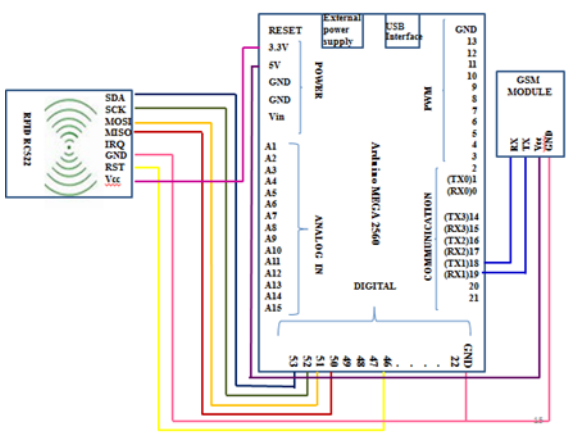 RESET
3.3V
5V
GND
GND
Vin
POWER
External
power
supply
USB
Interface
GND
13
12
11
10
9
8
7
6
5
4
3
2
PWM
(TX0)1
(RX0)0
(TX3)14
(RX3)15
(TX2)16
(RX2)17
(TX1)18
(RX1)19
20
21
COMMUNICATION
Arduino MEGA 2560
A1
A2
A3
A4
A5
A6
A7
A8
A9
A10
A11
A12
A13
A14
A15
ANALOG IN
DIGITAL
53
52
51
50
49
48
47
46 . . . . 22
GND
RFID RC522
SDA
SCK
MOSI
MISO
IRQ
GND
RST
Vcc
GSM
MODULE
RX
TX
Vcc
GND
15